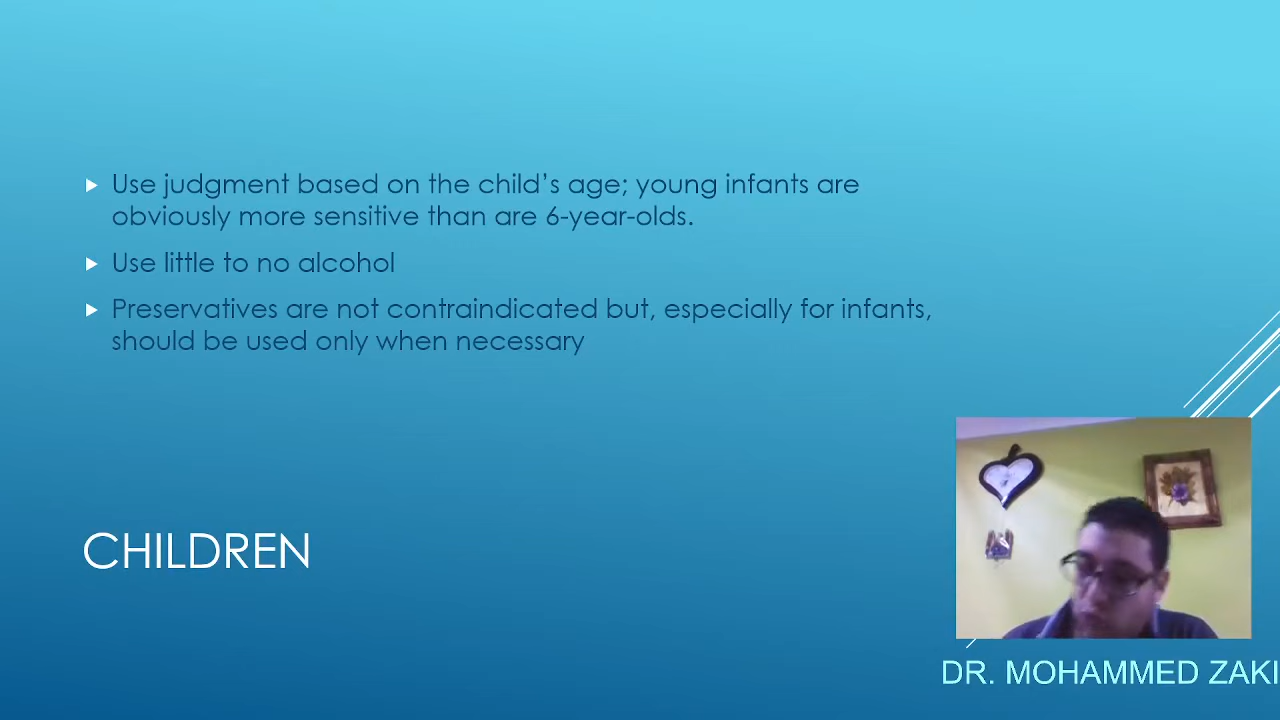 Use judgment based on the child’s age; young infants are
obviously more sensitive than are 6-year-olds.
Use little to no alcohol
Preservatives are not contraindicated but, especially for infants,
should be used only when necessary
CHILDREN
DR. MOHAMMED ZAKI